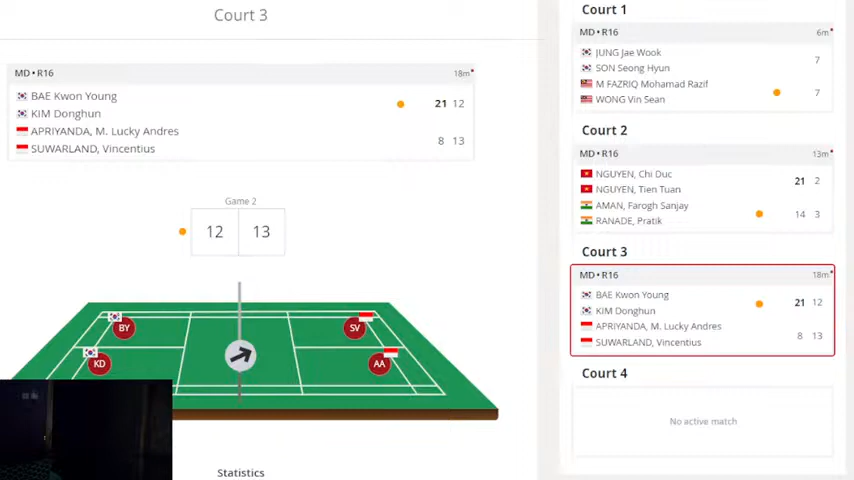 Court 3
MD • R16 18m
BAE Kwon Young 21 12
KIM Donghun
APRIYANDA, M. Lucky Andres 8 13
SUWARLAND, Vincentius
Game 2
12 13
BY SV
KD AA
Statistics
Court 1
MD • R16 6m
JUNG Jae Wook 7
SON Seong Hyun
M FAZRIQ Mohamad Razif 7
WONG Vin Sean
Court 2
MD • R16 13m
NGUYEN, Chi Duc 21 2
NGUYEN, Tien Tuan
AMAN, Farogh Sanjay 14 3
RANADE, Pratik
Court 3
MD • R16 18m
BAE Kwon Young 21 12
KIM Donghun
APRIYANDA, M. Lucky Andres 8 13
SUWARLAND, Vincentius
Court 4
No active match